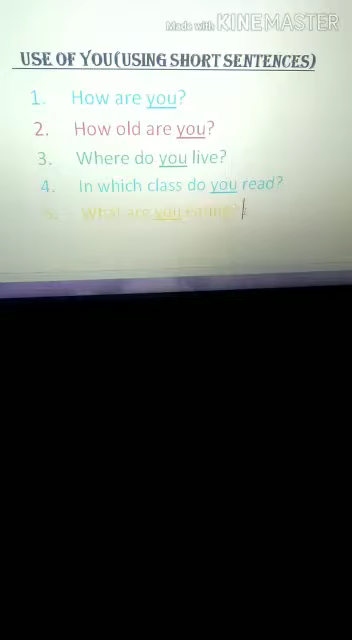 Made with KINEMASTER
USE OF YOU(USING SHORT SENTENCES)
1. How are you?
2. How old are you?
3. Where do you live?
4. In which class do you read?
What are you eating?